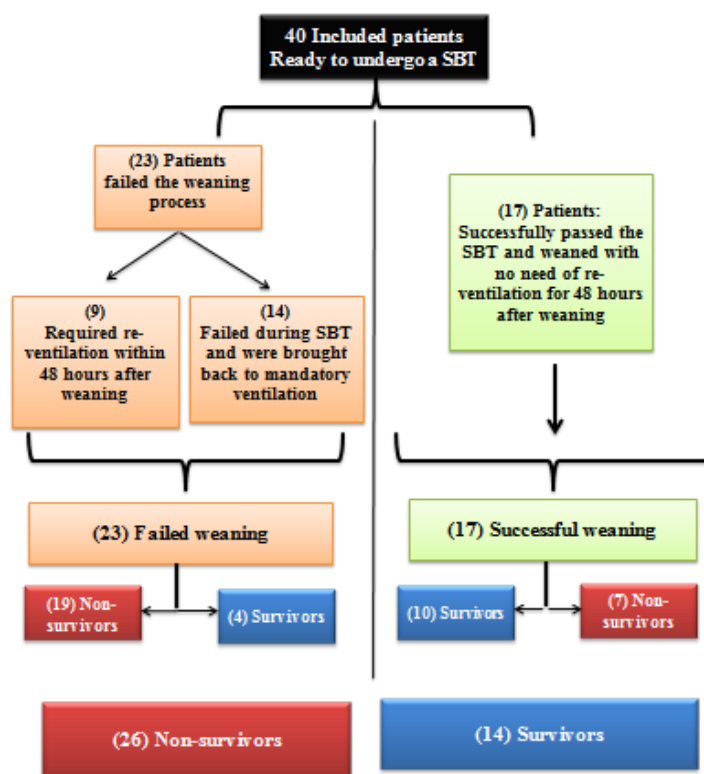 40 Included patients
Ready to undergo a SBT
(23) Patients
failed the weaning
process
(17) Patients:
Successfully passed the
SBT and weaned with
no need of re-
ventilation for 48 hours
after weaning
(9)
Required re-
ventilation within
48 hours after
weaning
(14)
Failed during SBT
and were brought
back to mandatory
ventilation
(23) Failed weaning
(17) Successful weaning
(19) Non-
survivors
(4) Survivors
(10) Survivors
(7) Non-
survivors
(26) Non-survivors
(14) Survivors